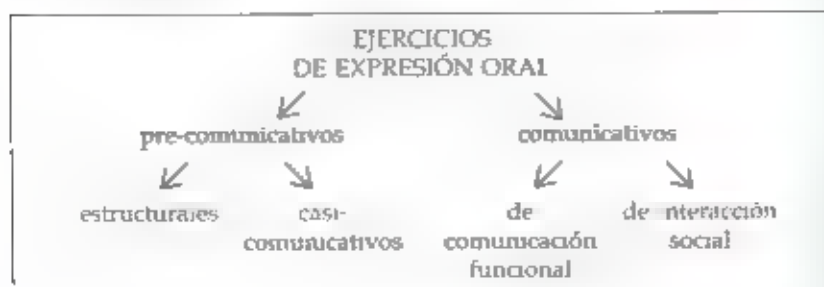 EJERCICIOS
DE EXPRESIÓN ORAL
pre-comunicativos comunicativos
estructurales casi- de de interacción
comunicativos comunicación social
funcional